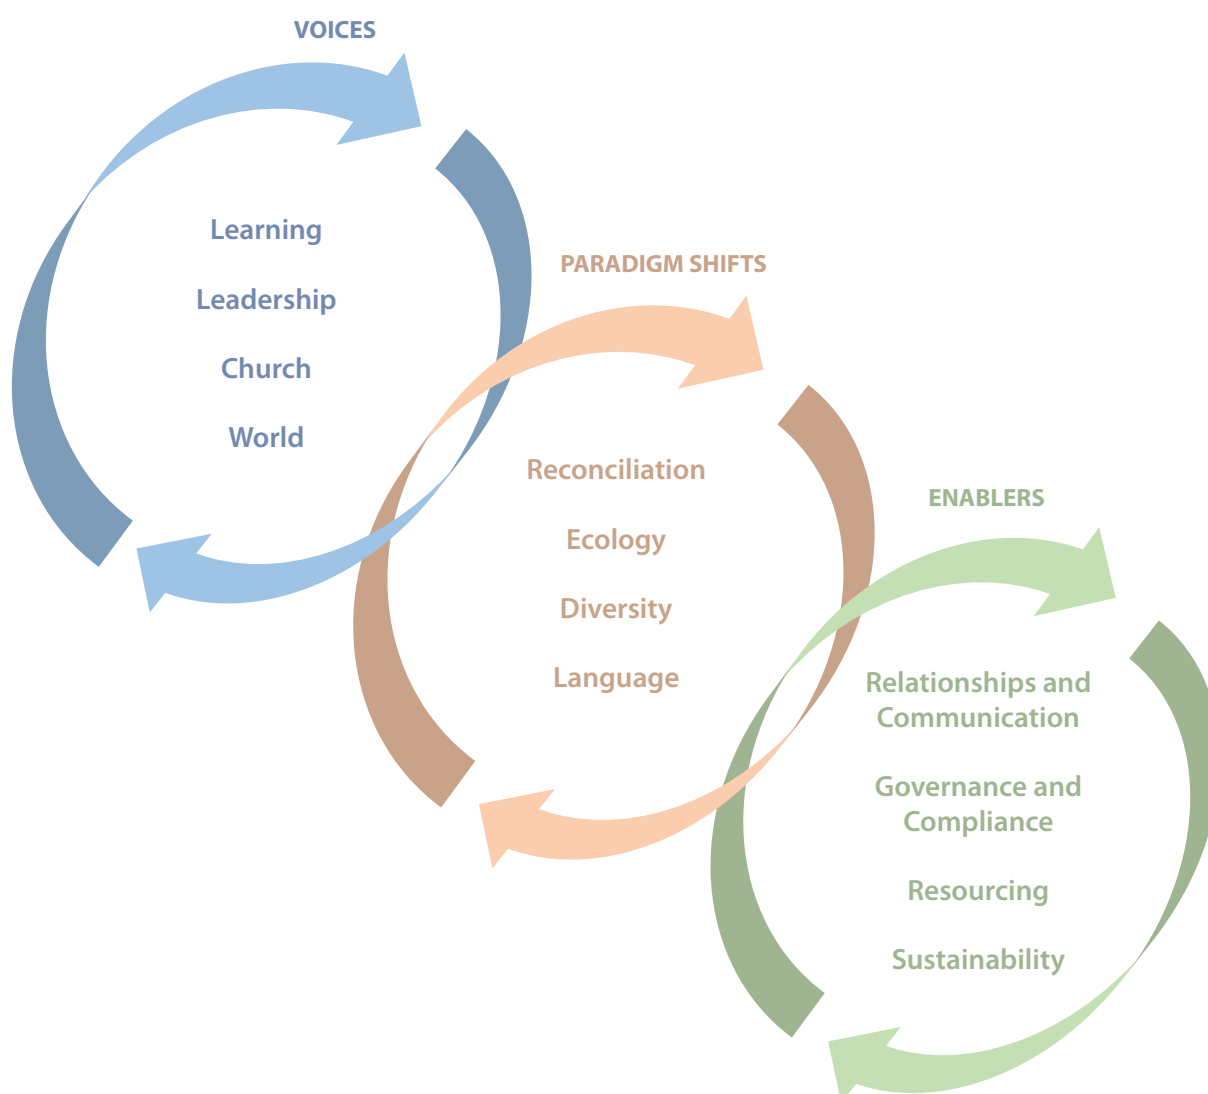 VOICES
Learning
Leadership
Church
World
PARADIGM SHIFTS
Reconciliation
Ecology
Diversity
Language
ENABLERS
Relationships and
Communication
Governance and
Compliance
Resourcing
Sustainability